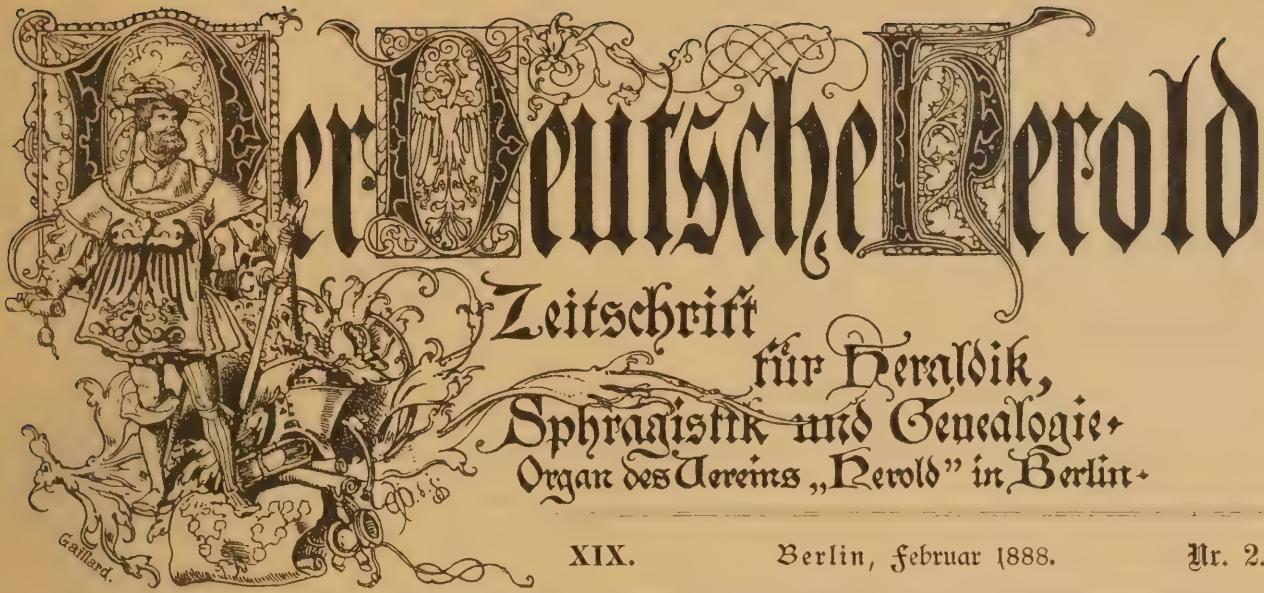 Der Deutsche Herold
Zeitschrift
für Heraldik,
Sphragistik und Genealogie.
Organ des Vereins „Herold” in Berlin.
Gaillard.
XIX. Berlin, Februar 1888. Nr. 2.